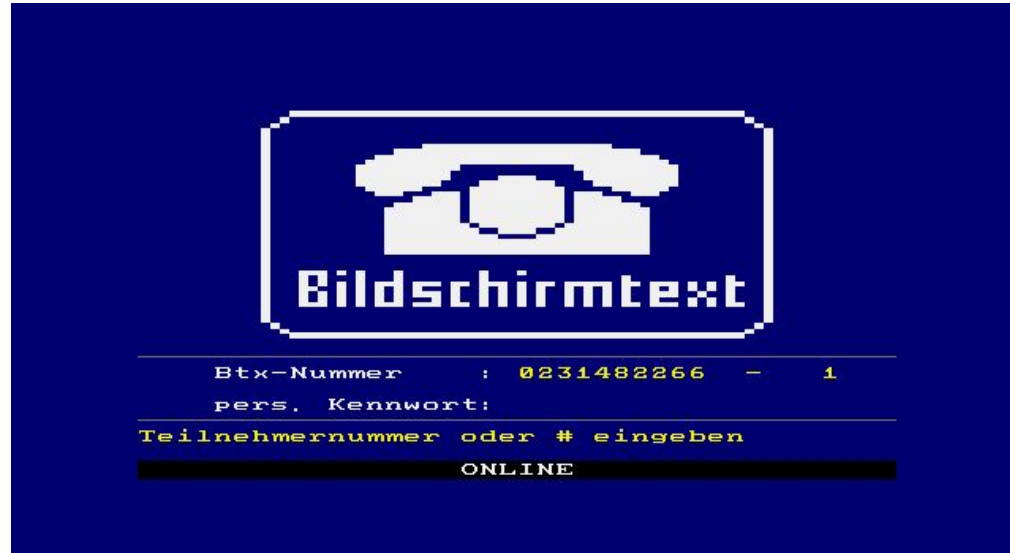 Bildschirmtext
Btx-Nummer : 0231482266 - 1
pers. Kennwort:
Teilnehmernummer oder # eingeben
ONLINE